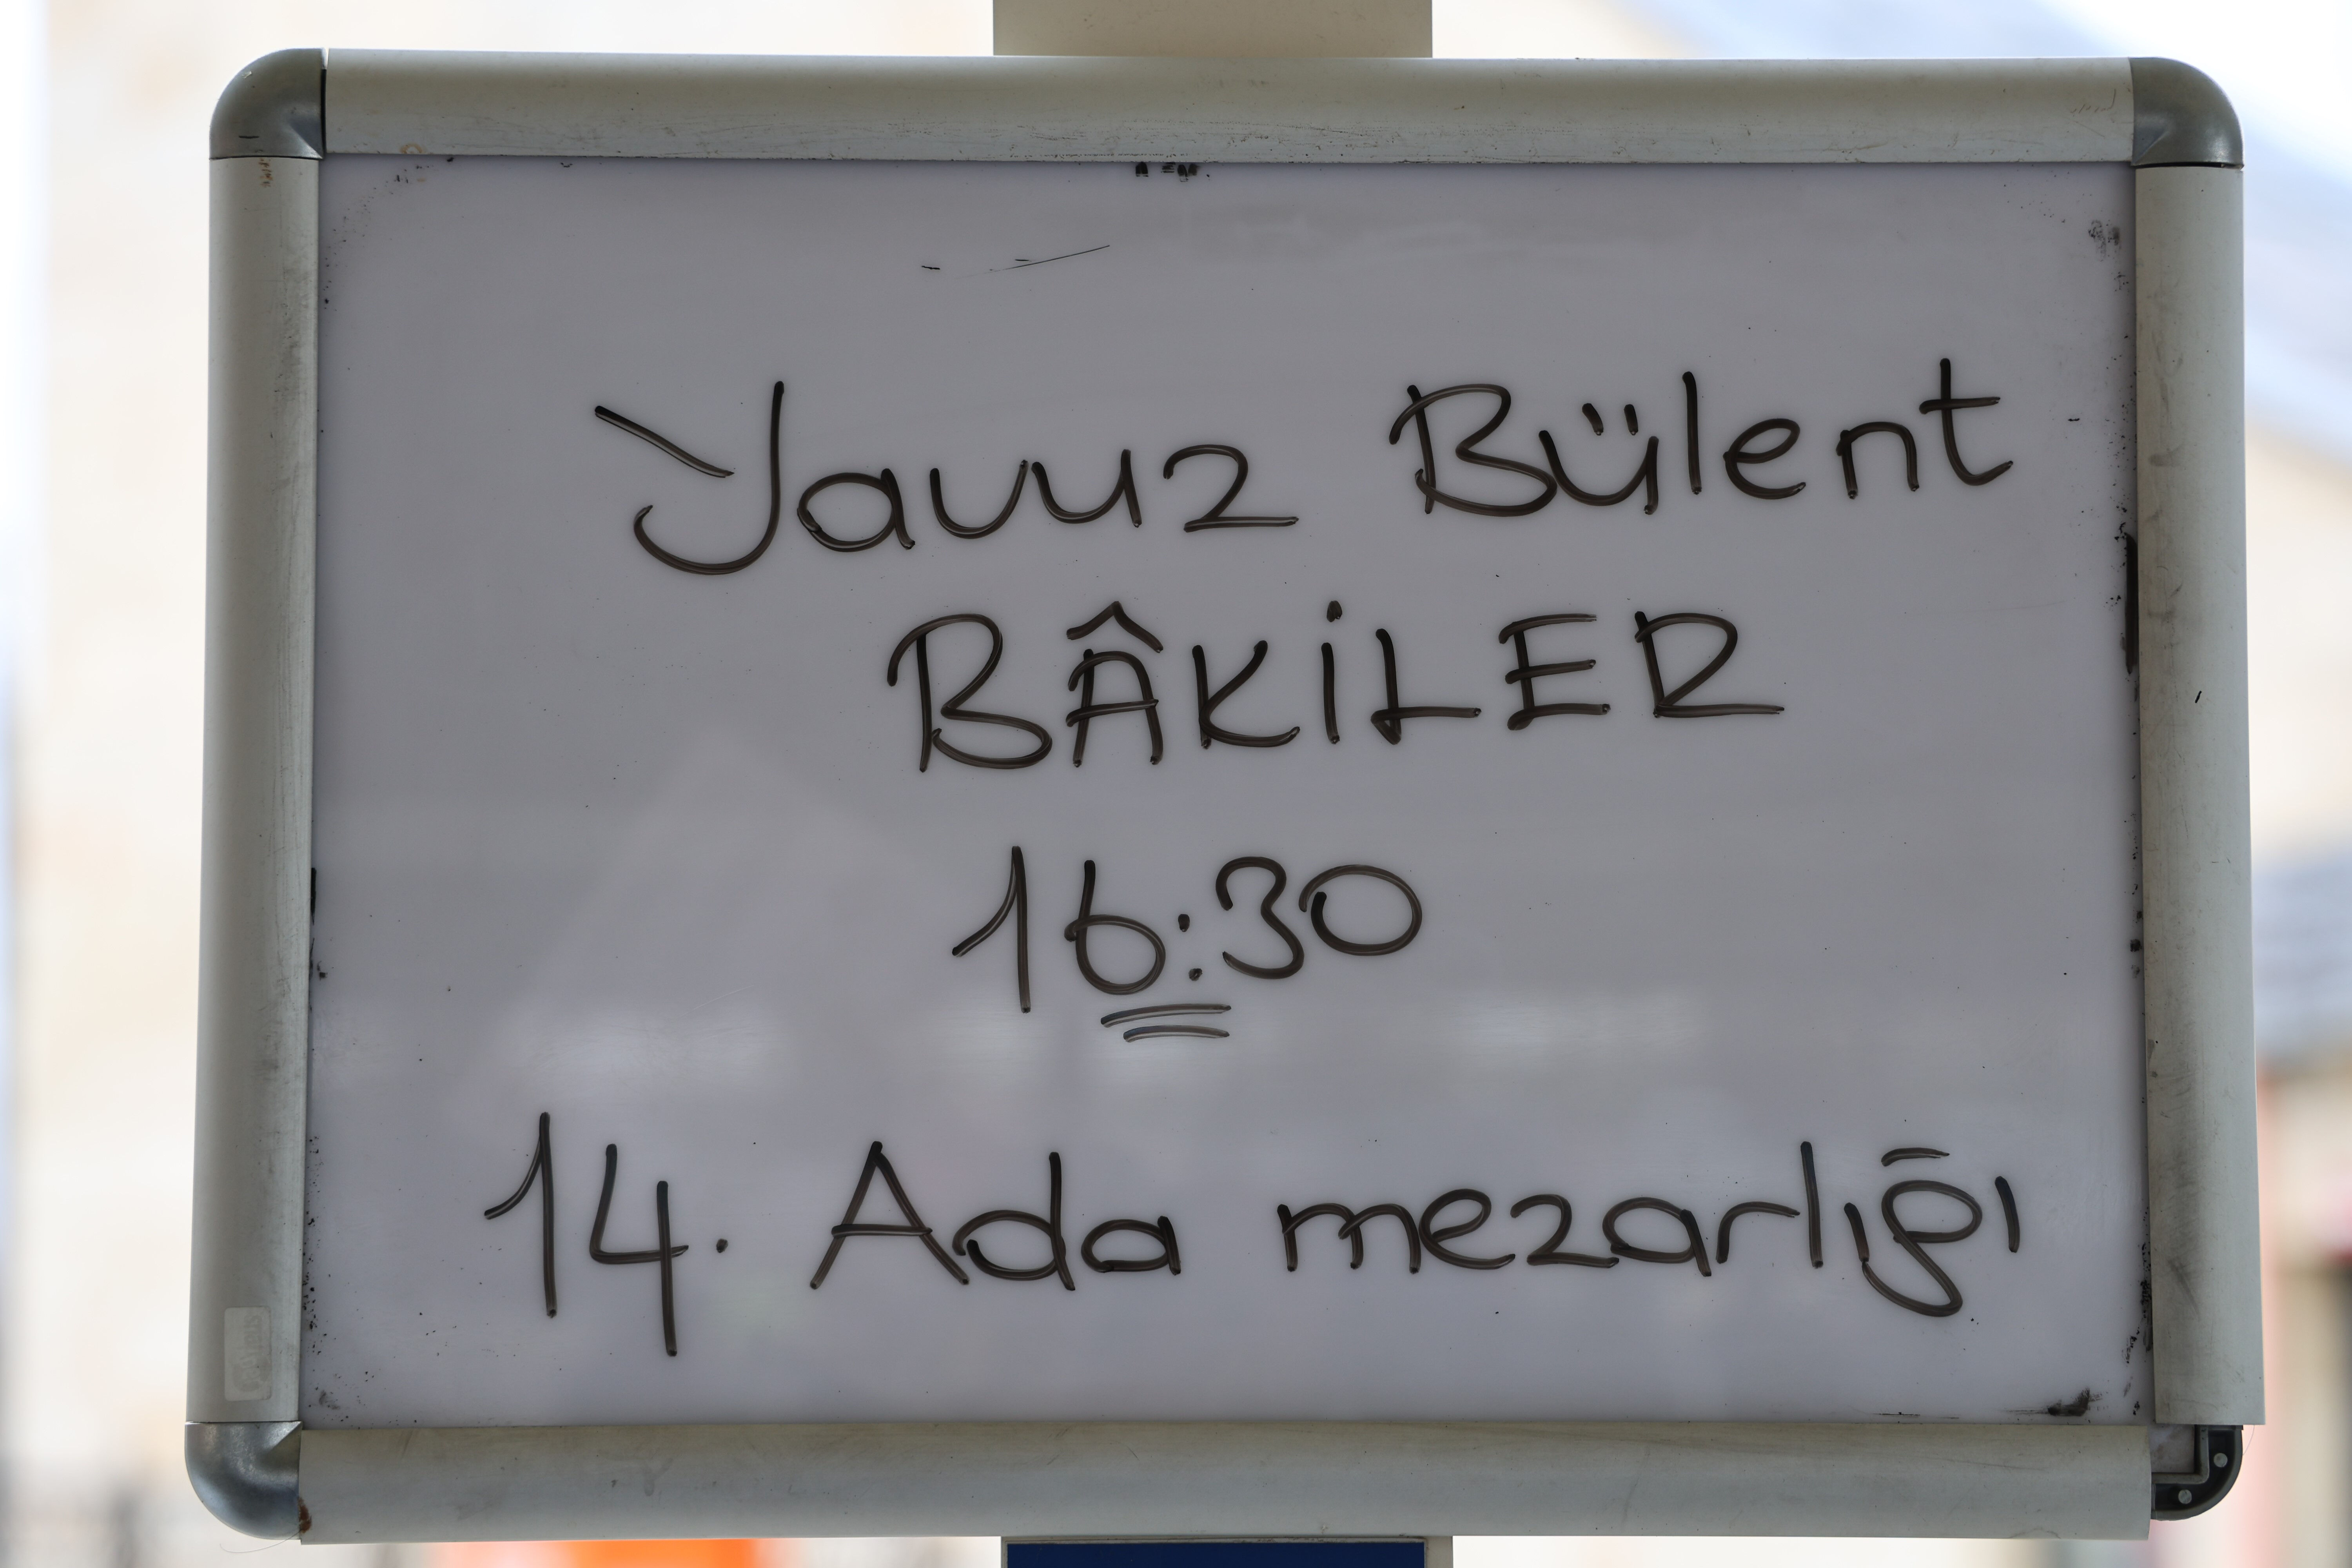 Yavuz Bülent
BÂKİLER
16:30
14. Ada mezarlığı